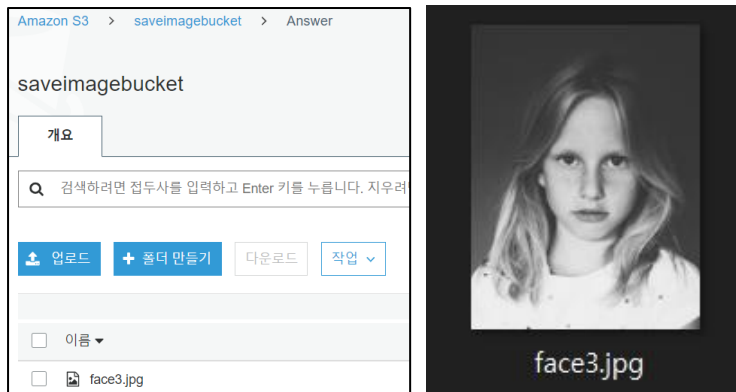 Amazon S3 > saveimagebucket > Answer
saveimagebucket
개요
검색하려면 접두사를 입력하고 Enter 키를 누릅니다. 지우려
업로드 + 폴더 만들기 다운로드 작업
이름
face3.jpg
face3.jpg